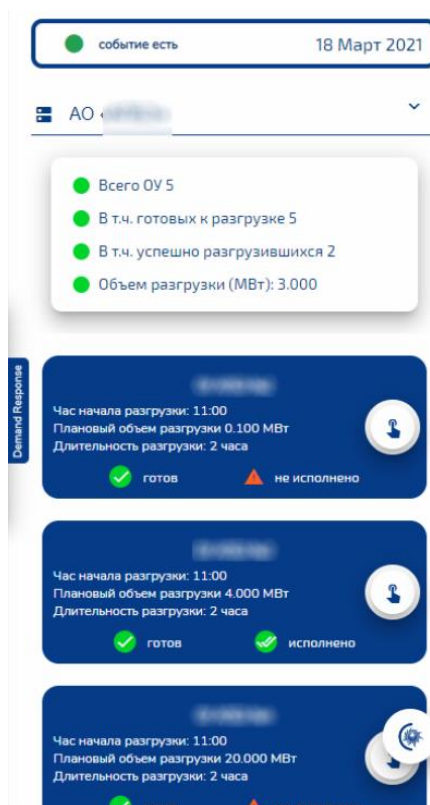 событие есть 18 Март 2021
АО
Всего ОУ 5
В т.ч. готовых к разгрузке 5
В т.ч. успешно разгрузившихся 2
Объем разгрузки (МВт): 3.000
Demand Response
Час начала разгрузки: 11:00
Плановый объем разгрузки 0.100 МВт
Длительность разгрузки: 2 часа
готов не исполнено
Час начала разгрузки: 11:00
Плановый объем разгрузки 4.000 МВт
Длительность разгрузки: 2 часа
готов исполнено
Час начала разгрузки: 11:00
Плановый объем разгрузки 20.000 МВт
Длительность разгрузки: 2 часа